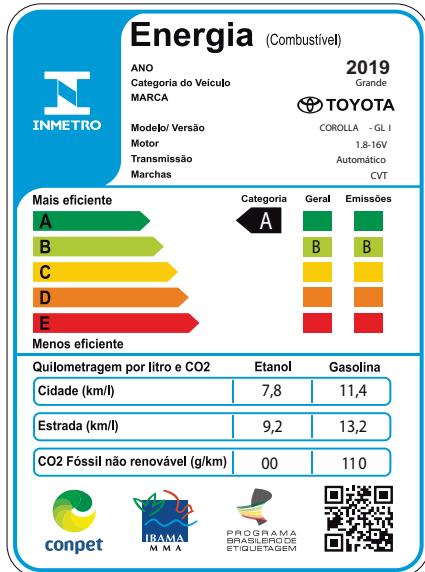 Energia (Combustível)
ANO 2019
Categoria do Veículo Grande
MARCA TOYOTA
INMETRO
Modelo/ Versão COROLLA - GL I
Motor 1.8-16V
Transmissão Automático
Marchas CVT
Mais eficiente Categoria Geral Emissões
A A
B B B
C
D
E
Menos eficiente
Quilometragem por litro e CO2 Etanol Gasolina
Cidade (km/l) 7,8 11,4
Estrada (km/l) 9,2 13,2
CO2 Fóssil não renovável (g/km) 00 110
conpet
IBAMA
M M A
PROGRAMA
BRASILEIRO DE
ETIQUETAGEM